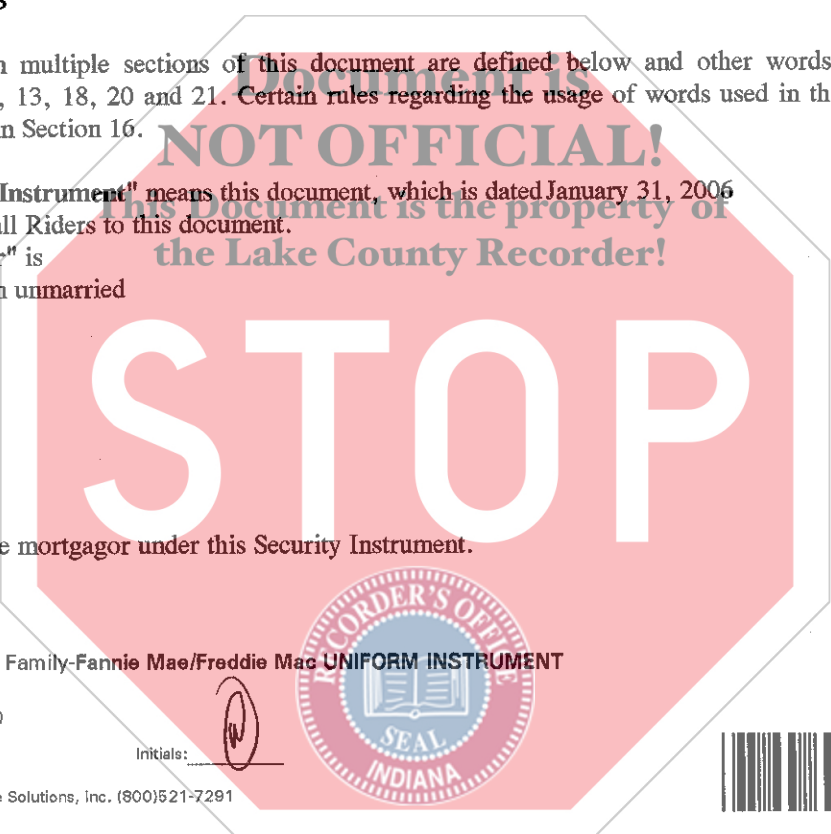 n multiple sections of this document are defined below and other words
, 13, 18, 20 and 21. Certain rules regarding the usage of words used in th
n Section 16.
Document is
NOT OFFICIAL!
This Document is the property of
the Lake County Recorder!
Instrument" means this document, which is dated January 31, 2006
all Riders to this document.
r" is
n unmarried
STOP
e mortgagor under this Security Instrument.
RECORDER'S OFFICE
SEAL
INDIANA
Family-Fannie Mae/Freddie Mac UNIFORM INSTRUMENT
Initials:
e Solutions, Inc. (800)521-7291